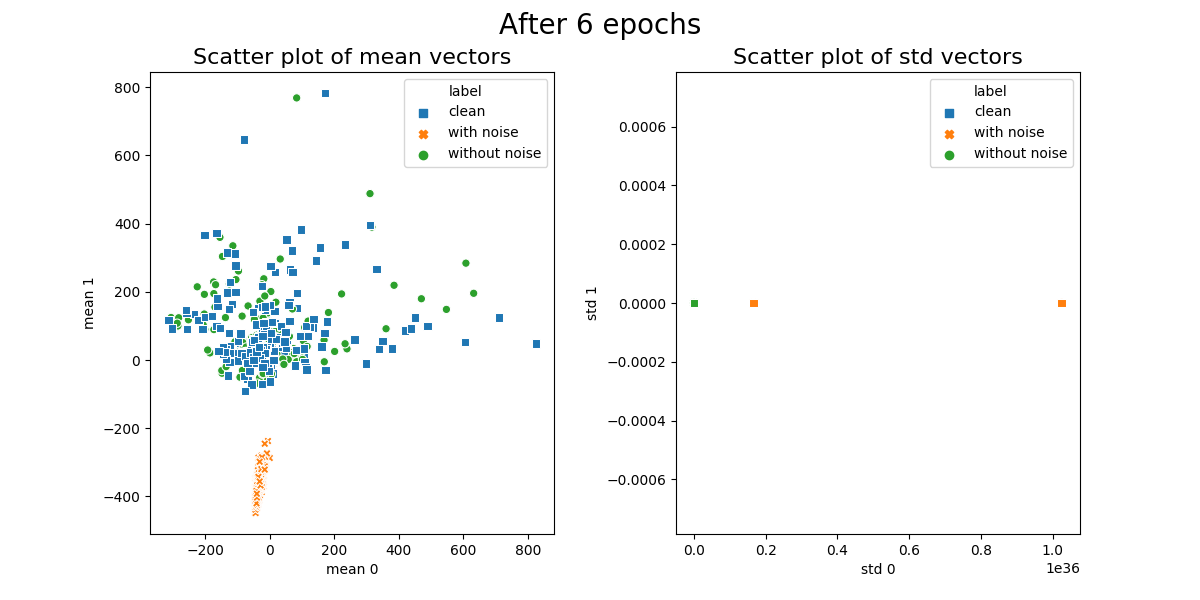 After 6 epochs
Scatter plot of mean vectors
800
600
400
200
0
−200
−400
mean 1
−200
0
200
400
600
800
mean 0
label
clean
with noise
without noise
Scatter plot of std vectors
0.0006
0.0004
0.0002
0.0000
−0.0002
−0.0004
−0.0006
std 1
0.0
0.2
0.4
0.6
0.8
1.0
1e36
std 0
label
clean
with noise
without noise